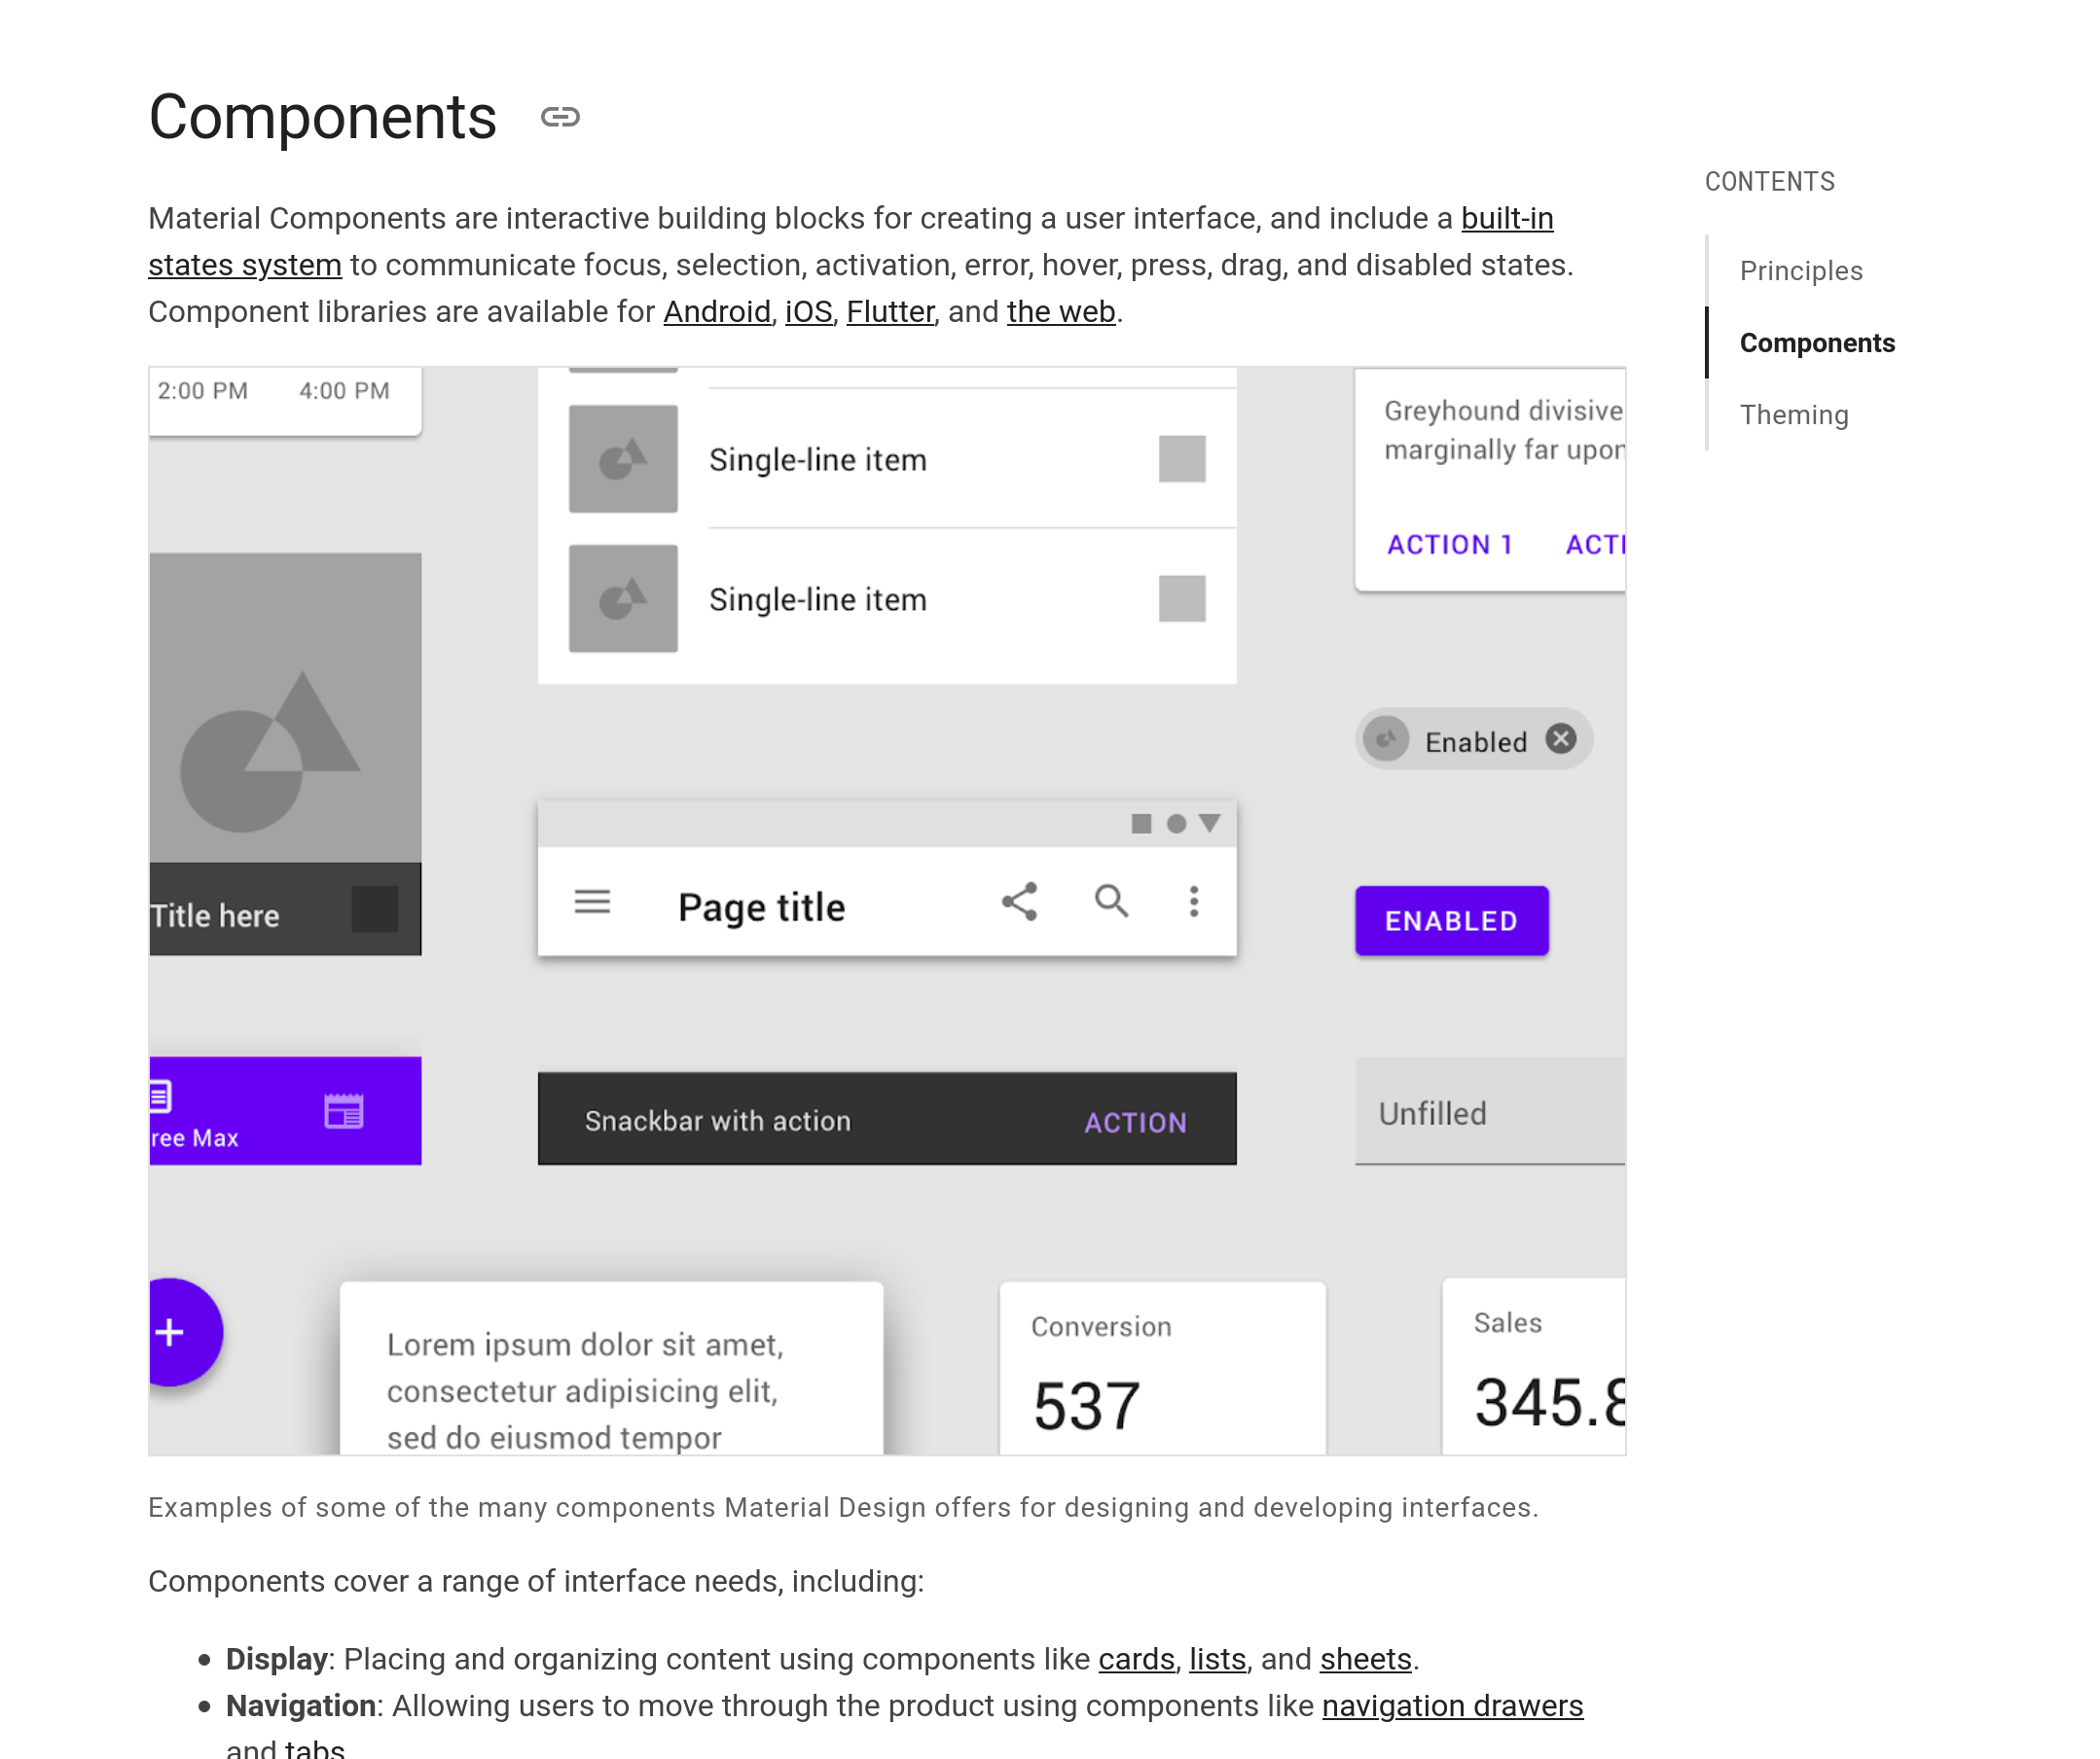 Components
CONTENTS
Principles
Components
Theming
Material Components are interactive building blocks for creating a user interface, and include a built-in
states system to communicate focus, selection, activation, error, hover, press, drag, and disabled states.
Component libraries are available for Android, iOS, Flutter, and the web.
2:00 PM 4:00 PM
Single-line item
Single-line item
Greyhound divisive
marginally far upon
ACTION 1
Enabled
Title here
Page title
ENABLED
ree Max
Snackbar with action ACTION
Unfilled
+
Lorem ipsum dolor sit amet,
consectetur adipisicing elit,
sed do eiusmod tempor
Conversion
537
Sales
345.8
Examples of some of the many components Material Design offers for designing and developing interfaces.
Components cover a range of interface needs, including:
• Display: Placing and organizing content using components like cards, lists, and sheets.
• Navigation: Allowing users to move through the product using components like navigation drawers
and tabs